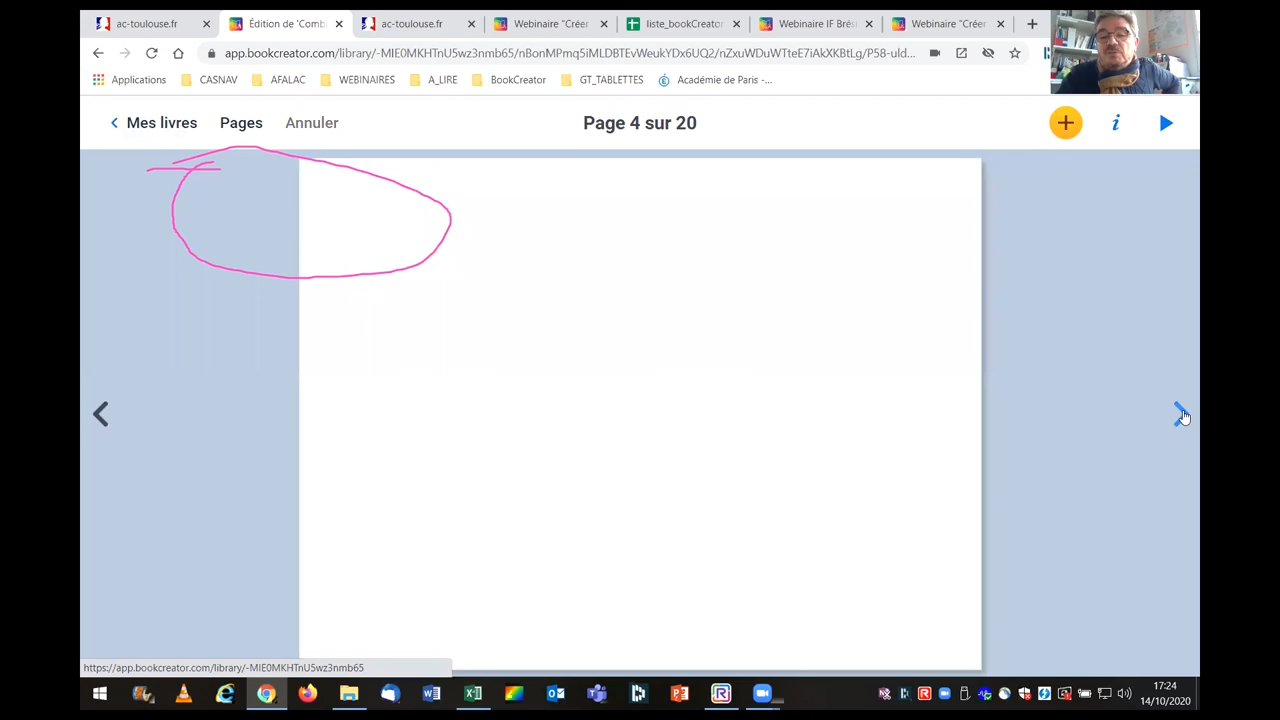 ac-toulouse.fr
Édition de 'Comb
ac-toulouse.fr
Webinaire "Créer
liste_bookCreator
Webinaire IF Brési
Webinaire "Créer
app.bookcreator.com/library/-MIE0MKHTnU5wz3nmb65/nBonMPmq5iMLDBTEvWeukYDx6UQ2/nZxuWDuWTteE7iAkXKBtLg/P58-uld...
Applications
CASNAV
AFALAC
WEBINAIRES
A_LIRE
BookCreator
GT_TABLETTES
Académie de Paris -...
Mes livres
Pages
Annuler
Page 4 sur 20
https://app.bookcreator.com/library/-MIE0MKHTnU5wz3nmb65
17:24
14/10/2020